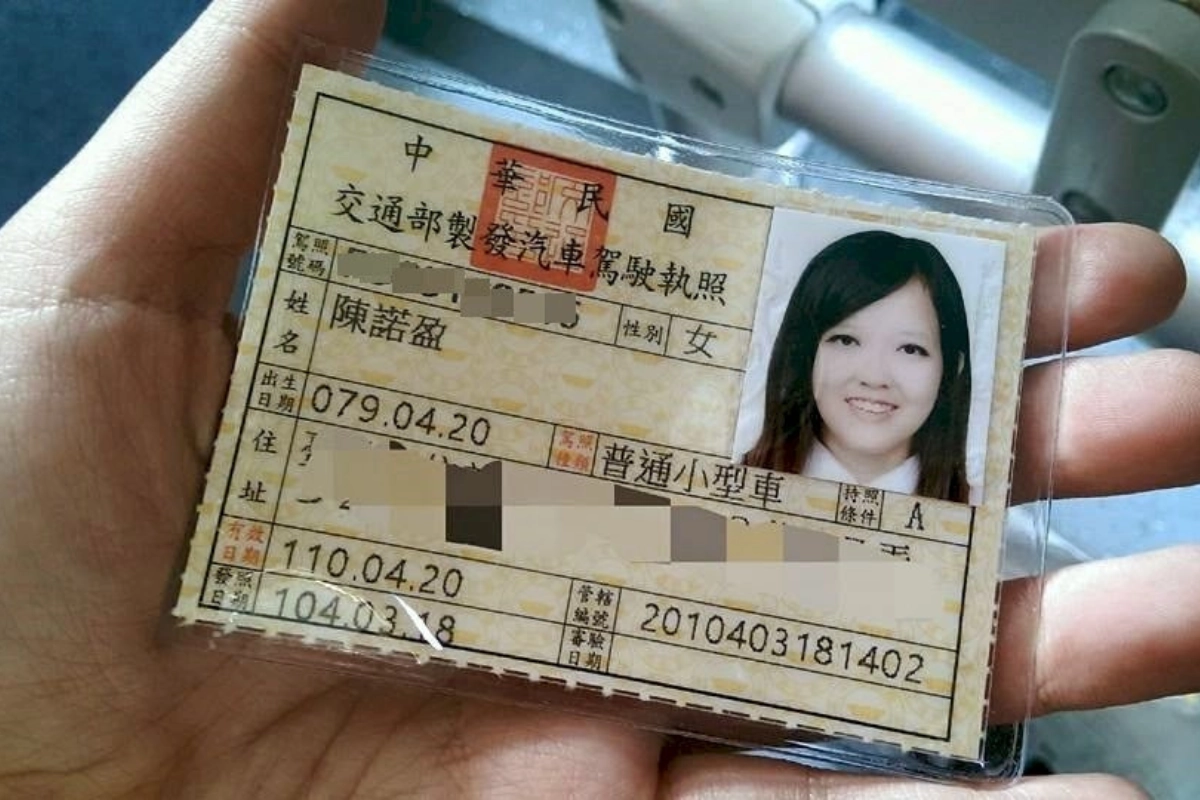 中華民國
交通部製發汽車駕駛執照
駕照號碼
性別 女
姓名 陳諾盈
出生日期 079.04.20
駕照種類 普通小型車
持照條件 A
住址
有效日期 110.04.20
管轄編號 2010403181402
發照日期 104.03.18
審驗日期